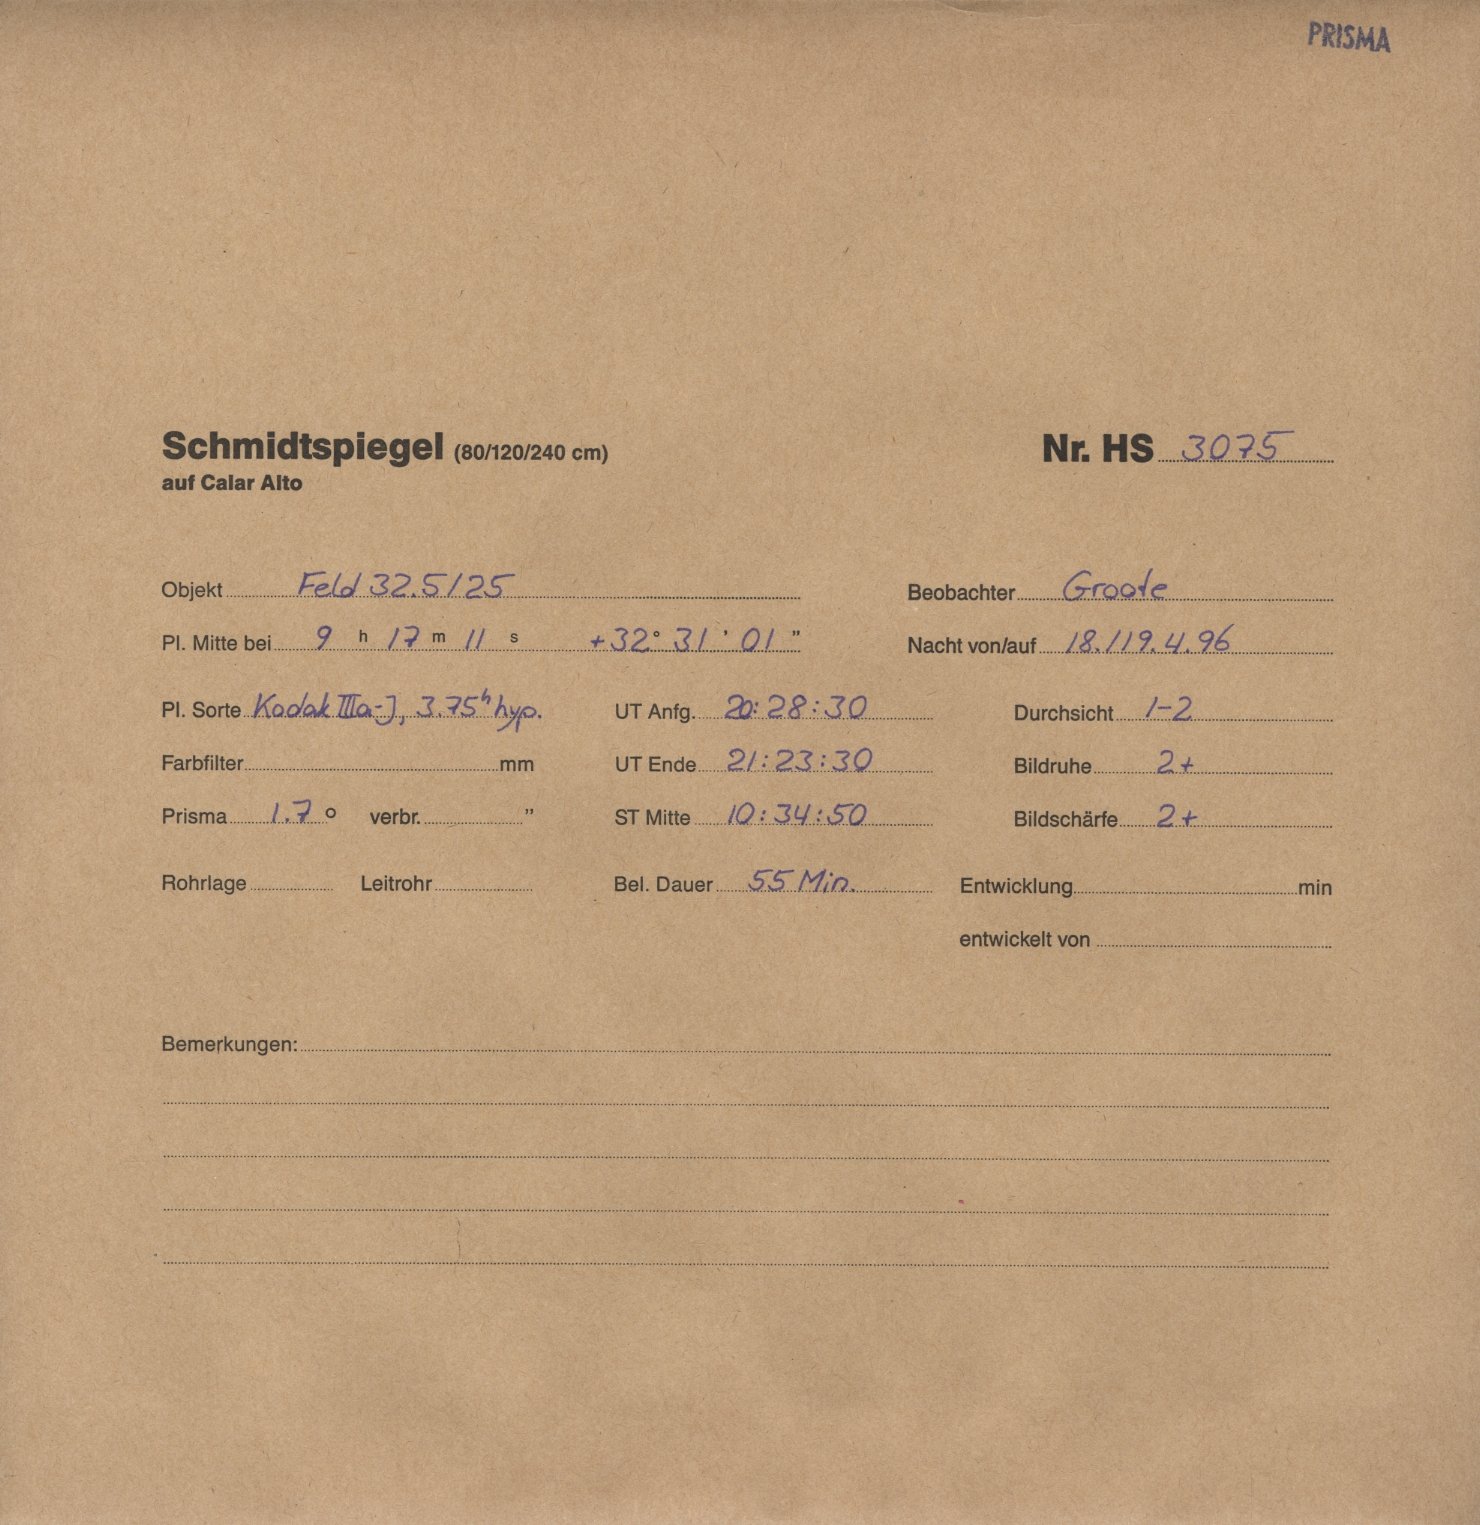 PRISMA
Schmidtspiegel (80/120/240 cm)
auf Calar Alto
Nr. HS 3075
Objekt Feld 32.5/25
Beobachter Groote
Pl. Mitte bei 9 h 17 m 11 s +32° 31 ' 01 "
Nacht von/auf 18./19.4.96
Pl. Sorte Kodak IIIa-J, 3.75h hyp.
UT Anfg. 20:28:30
Durchsicht 1-2
Farbfilter mm
UT Ende 21:23:30
Bildruhe 2+
Prisma 1.7 ° verbr. "
ST Mitte 10:34:50
Bildschärfe 2+
Rohrlage Leitrohr
Bel. Dauer 55 Min.
Entwicklung min
entwickelt von
Bemerkungen: